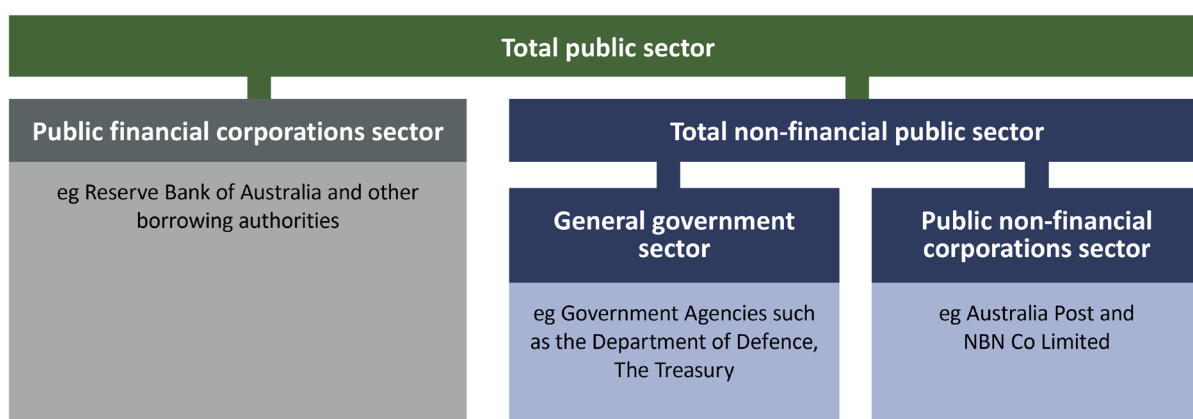 Total public sector
Public financial corporations sector
eg Reserve Bank of Australia and other
borrowing authorities
Total non-financial public sector
General government
sector
eg Government Agencies such
as the Department of Defence,
The Treasury
Public non-financial
corporations sector
eg Australia Post and
NBN Co Limited